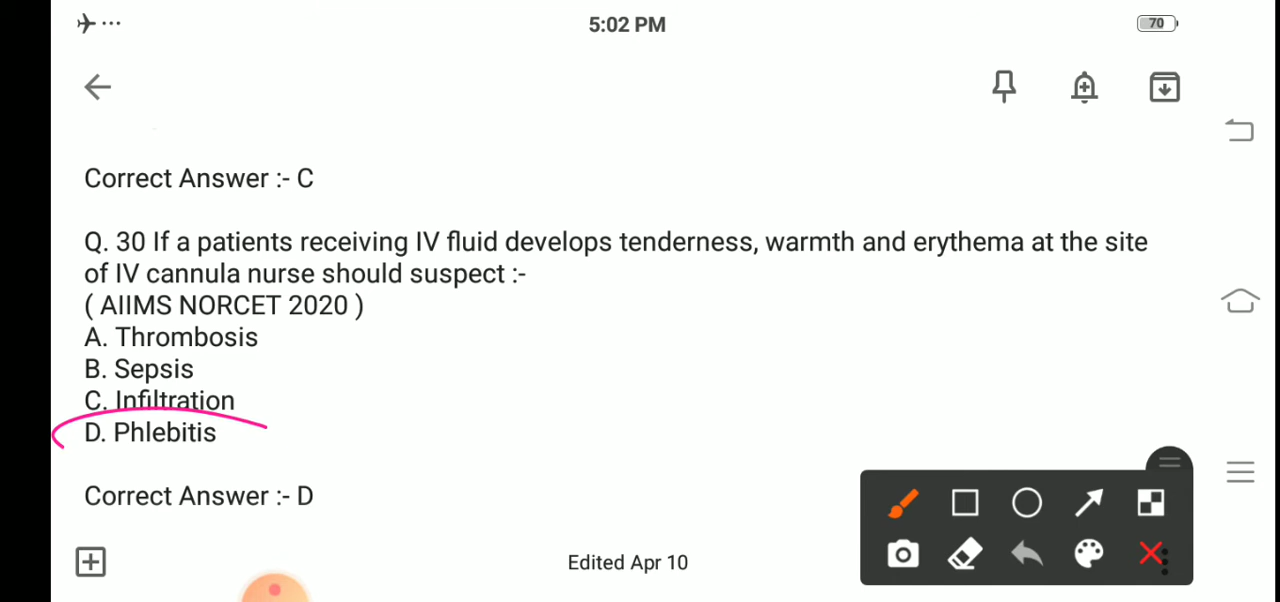 5:02 PM
70
Correct Answer :- C
Q. 30 If a patients receiving IV fluid develops tenderness, warmth and erythema at the site
of IV cannula nurse should suspect :-
( AIIMS NORCET 2020 )
A. Thrombosis
B. Sepsis
C. Infiltration
D. Phlebitis
Correct Answer :- D
Edited Apr 10